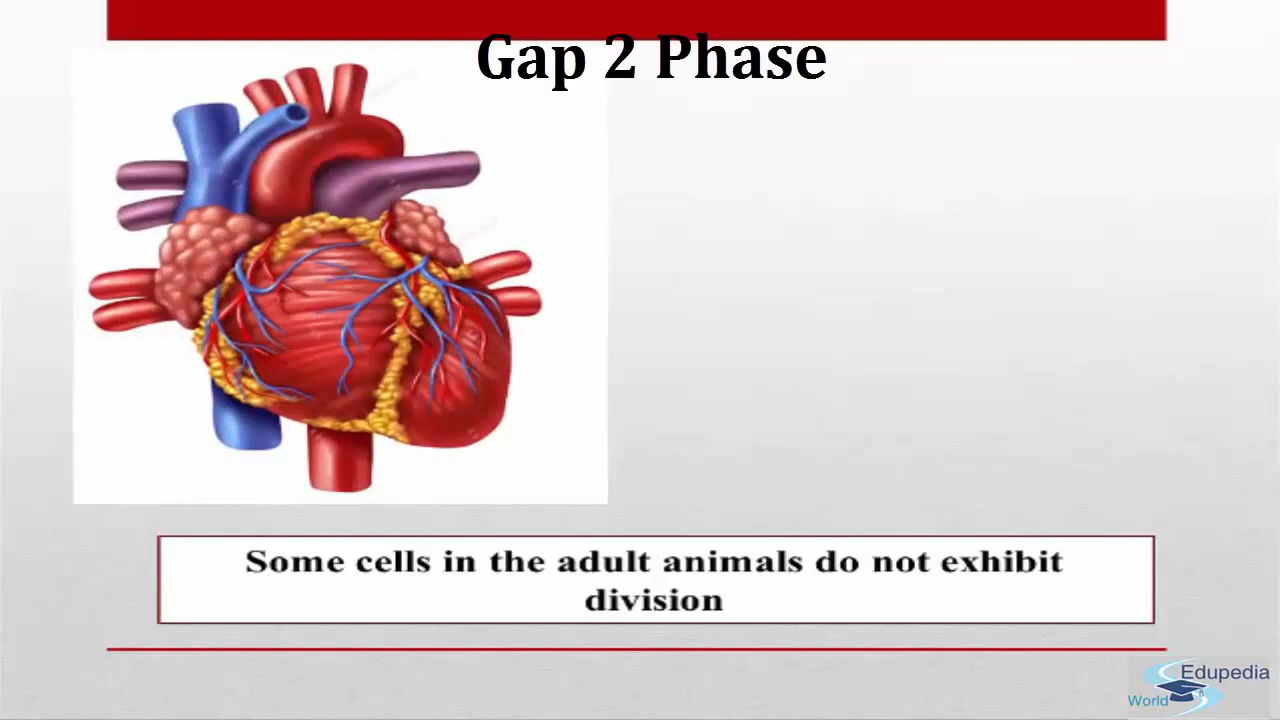 Gap 2 Phase
Some cells in the adult animals do not exhibit
division
Edupedia
World